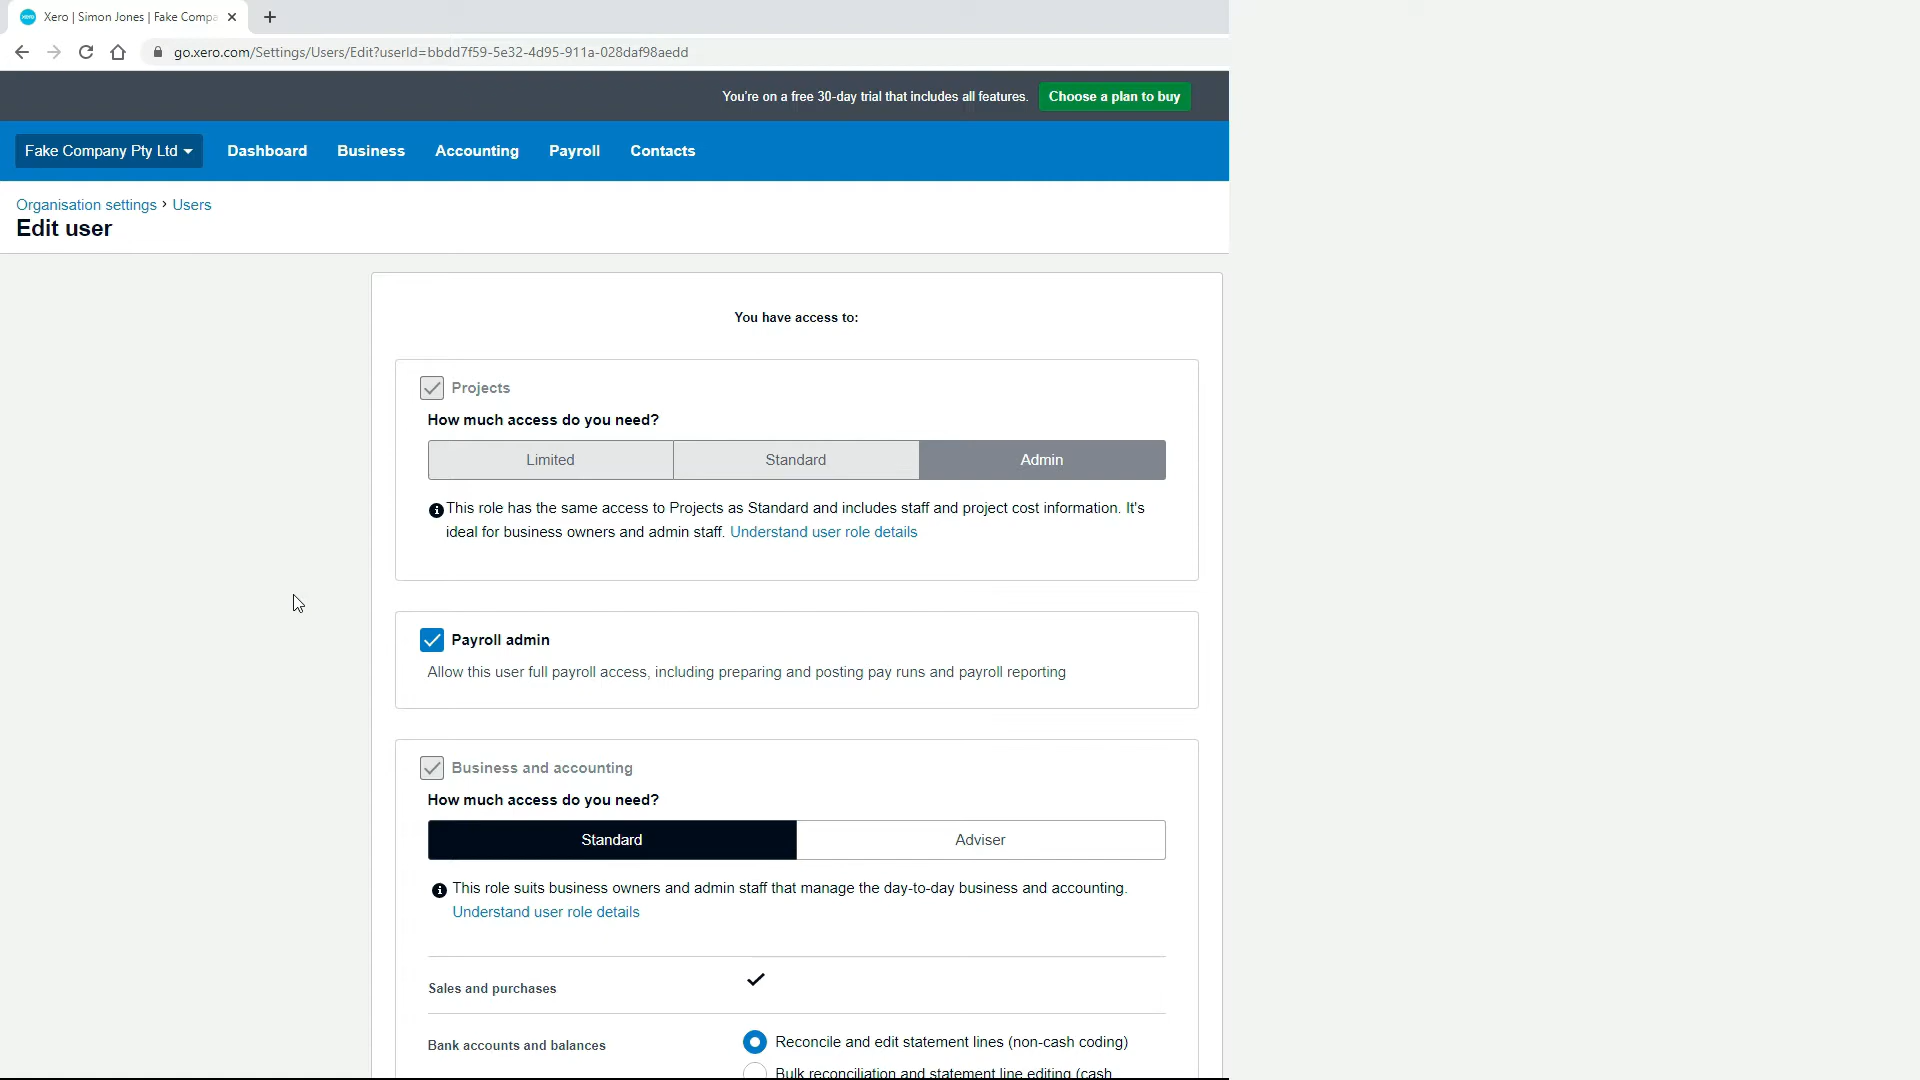 Xero | Simon Jones | Fake Compa
go.xero.com/Settings/Users/Edit?userId=bbdd7f59-5e32-4d95-911a-028daf98aedd
You're on a free 30-day trial that includes all features. Choose a plan to buy
Fake Company Pty Ltd Dashboard Business Accounting Payroll Contacts
Organisation settings › Users
Edit user
You have access to:
Projects
How much access do you need?
Limited Standard Admin
This role has the same access to Projects as Standard and includes staff and project cost information. It's
ideal for business owners and admin staff. Understand user role details
Payroll admin
Allow this user full payroll access, including preparing and posting pay runs and payroll reporting
Business and accounting
How much access do you need?
Standard Adviser
This role suits business owners and admin staff that manage the day-to-day business and accounting.
Understand user role details
Sales and purchases
Bank accounts and balances Reconcile and edit statement lines (non-cash coding)
Bulk reconciliation and statement line editing (cash